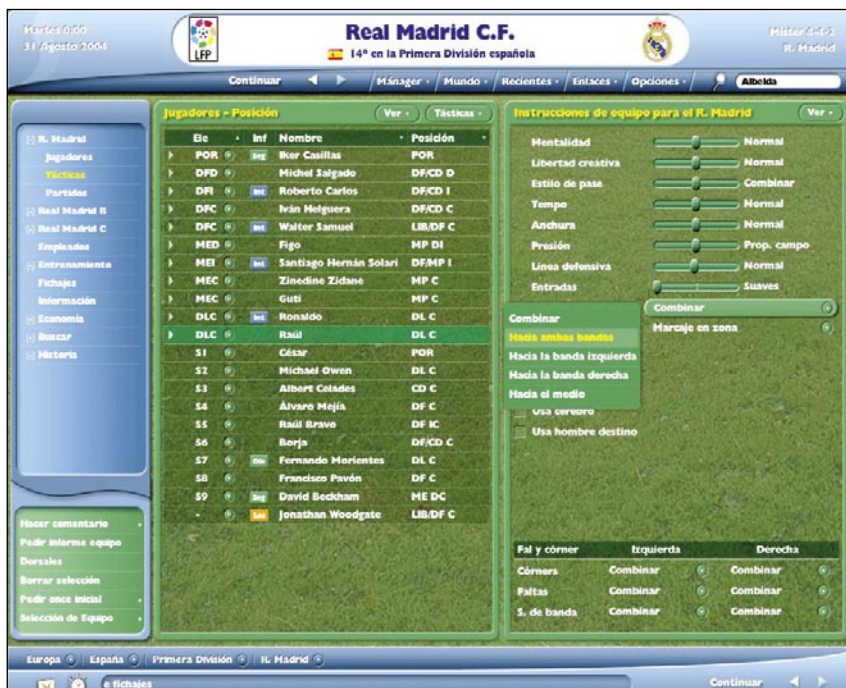 Martes 0:00
31 Agosto 2004
LFP
Real Madrid C.F.
14º en la Primera División española
Mister 4-4-2
R. Madrid
Continuar
Mánager
Mundo
Recientes
Enlaces
Opciones
Albelda
R. Madrid
Jugadores
Tácticas
Partidos
Real Madrid B
Real Madrid C
Empleados
Entrenamiento
Fichajes
Información
Economía
Buscar
Historia
Hacer comentario
Pedir informe equipo
Dorsales
Borrar selección
Pedir once inicial
Selección de Equipo
Jugadores - Posición Ver Tácticas
Ele Inf Nombre Posición
POR Seg Iker Casillas POR
DFD Michel Salgado DF/CD D
DFI Int Roberto Carlos DF/CD I
DFC Iván Helguera DF/CD C
DFC Int Walter Samuel LIB/DF C
MED Figo MP DI
MEI Int Santiago Hernán Solari DF/MP I
MEC Zinedine Zidane MP C
MEC Guti MP C
DLC Int Ronaldo DL C
DLC Raúl DL C
S1 César POR
S2 Michael Owen DL C
S3 Albert Celades CD C
S4 Álvaro Mejía DF C
S5 Raúl Bravo DF IC
S6 Borja DF/CD C
S7 Ofe Fernando Morientes DL C
S8 Francisco Pavón DF C
S9 Seg David Beckham ME DC
- Les Jonathan Woodgate LIB/DF C
Instrucciones de equipo para el R. Madrid Ver
Mentalidad Normal
Libertad creativa Normal
Estilo de pase Combinar
Tempo Normal
Anchura Normal
Presión Prop. campo
Línea defensiva Normal
Entradas Suaves
Combinar
Marcaje en zona
Combinar
Hacia ambas bandas
Hacia la banda izquierda
Hacia la banda derecha
Hacia el medio
Usa cerebro
Usa hombre destino
Fal y córner Izquierda Derecha
Córners Combinar Combinar
Faltas Combinar Combinar
S. de banda Combinar Combinar
Europa España Primera División R. Madrid
e fichajes
Continuar